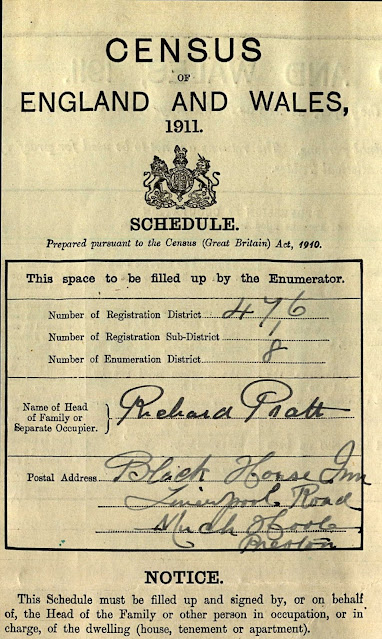 CENSUS
OF
ENGLAND AND WALES,
1911.
SCHEDULE.
Prepared pursuant to the Census (Great Britain) Act, 1910.
This space to be filled up by the Enumerator.
Number of Registration District 476
Number of Registration Sub-District 1
Number of Enumeration District 8
Name of Head
of Family or
Separate Occupier. } Richard Pratt
Postal Address Black Horse Inn
Liverpool Road
Much Hoole
Preston
NOTICE.
This Schedule must be filled up and signed by, or on behalf
of, the Head of the Family or other person in occupation, or in
charge, of the dwelling (house, tenement or apartment).